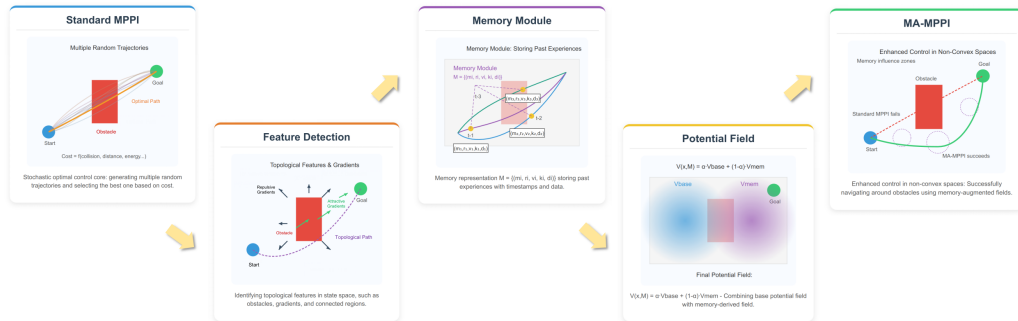 Standard MPPI
Multiple Random Trajectories
Goal
Optimal Path
Obstacle
Start
Cost = f(collision, distance, energy...)
Stochastic optimal control core: generating multiple random
trajectories and selecting the best one based on cost.
Feature Detection
Topological Features & Gradients
Repulsive
Gradients
Goal
Attractive
Gradients
Obstacle
Topological Path
Start
Identifying topological features in state space, such as
obstacles, gradients, and connected regions.
Memory Module
Memory Module: Storing Past Experiences
Memory Module
M = {(mi, ri, vi, ki, di)}
t-3
t-2
t-1
Memory representation M = {(mi, ri, vi, ki, di)} storing past
experiences with timestamps and data.
Potential Field
V(x,M) = α·Vbase + (1-α)·Vmem
Vbase
Vmem
Goal
Final Potential Field:
V(x,M) = α·Vbase + (1-α)·Vmem - Combining base potential field
with memory-derived field.
MA-MPPI
Enhanced Control in Non-Convex Spaces
Memory influence zones
Goal
Obstacle
Standard MPPI fails
Start
MA-MPPI succeeds
Enhanced control in non-convex spaces: Successfully
navigating around obstacles using memory-augmented fields.